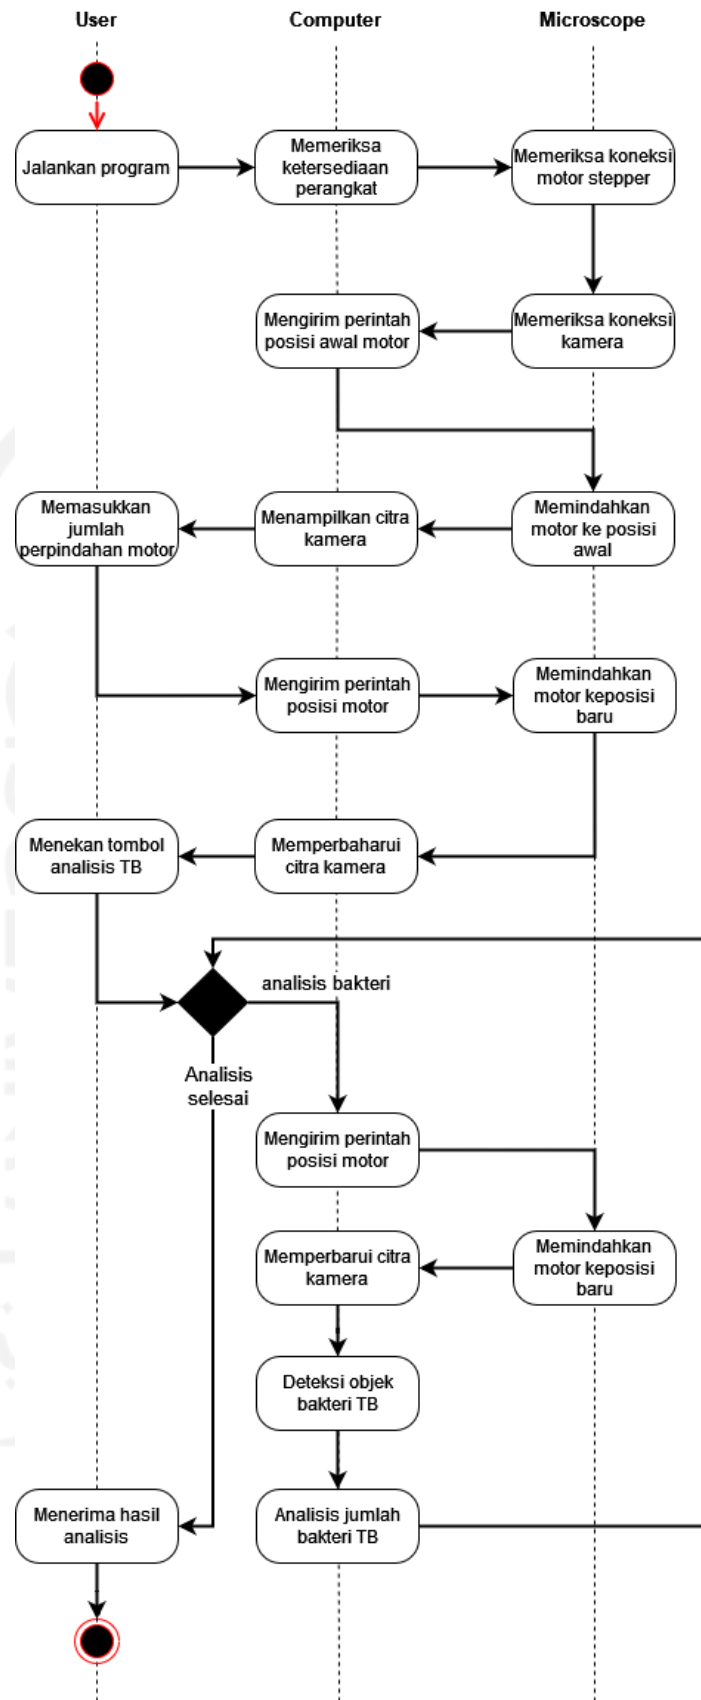 User
Computer
Microscope
Jalankan program
Memeriksa
ketersediaan
perangkat
Memeriksa koneksi
motor stepper
Mengirim perintah
posisi awal motor
Memeriksa koneksi
kamera
Memasukkan
jumlah
perpindahan motor
Menampilkan citra
kamera
Memindahkan
motor ke posisi
awal
Mengirim perintah
posisi motor
Memindahkan
motor keposisi
baru
Menekan tombol
analisis TB
Memperbaharui
citra kamera
analisis bakteri
Analisis
selesai
Mengirim perintah
posisi motor
Memperbarui citra
kamera
Memindahkan
motor keposisi
baru
Deteksi objek
bakteri TB
Menerima hasil
analisis
Analisis jumlah
bakteri TB